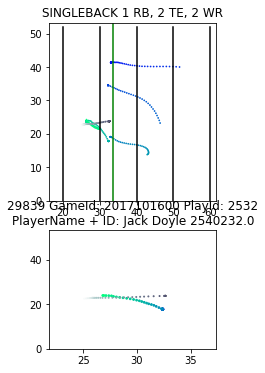 SINGLEBACK 1 RB, 2 TE, 2 WR
50
40
30
20
10
0
20 30 40 50 60
29839 GameId: 2017101600 PlayId: 2532
PlayerName + ID: Jack Doyle 2540232.0
40
20
0
25 30 35